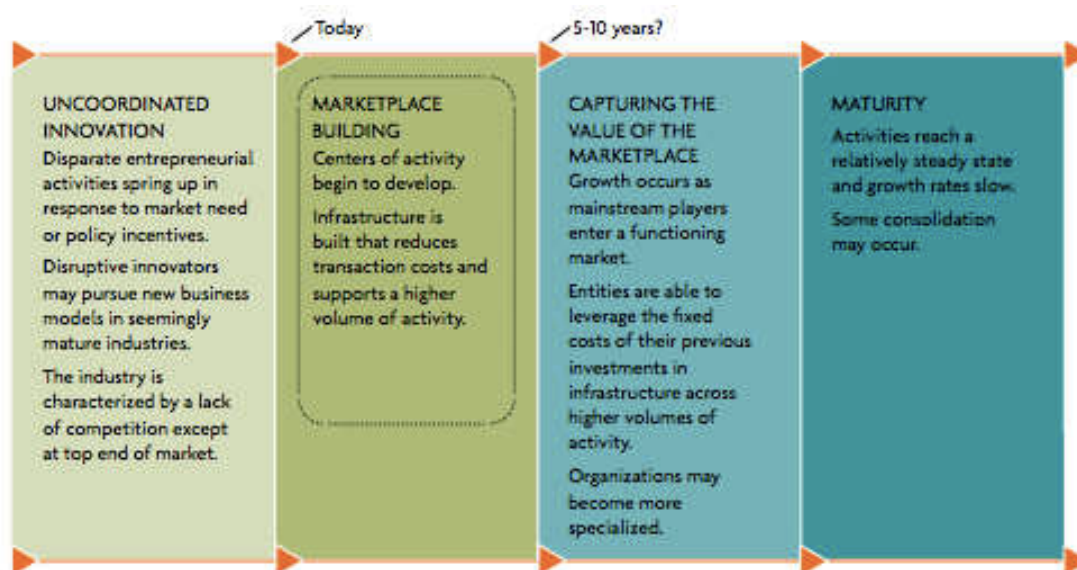 Today
5-10 years?
UNCOORDINATED
INNOVATION
Disparate entrepreneurial
activities spring up in
response to market need
or policy incentives.
Disruptive innovators
may pursue new business
models in seemingly
mature industries.
The industry is
characterized by a lack
of competition except
at top end of market.
MARKETPLACE
BUILDING
Centers of activity
begin to develop.
Infrastructure is
built that reduces
transaction costs and
supports a higher
volume of activity.
CAPTURING THE
VALUE OF THE
MARKETPLACE
Growth occurs as
mainstream players
enter a functioning
market.
Entities are able to
leverage the fixed
costs of their previous
investments in
infrastructure across
higher volumes of
activity.
Organizations may
become more
specialized.
MATURITY
Activities reach a
relatively steady state
and growth rates slow.
Some consolidation
may occur.